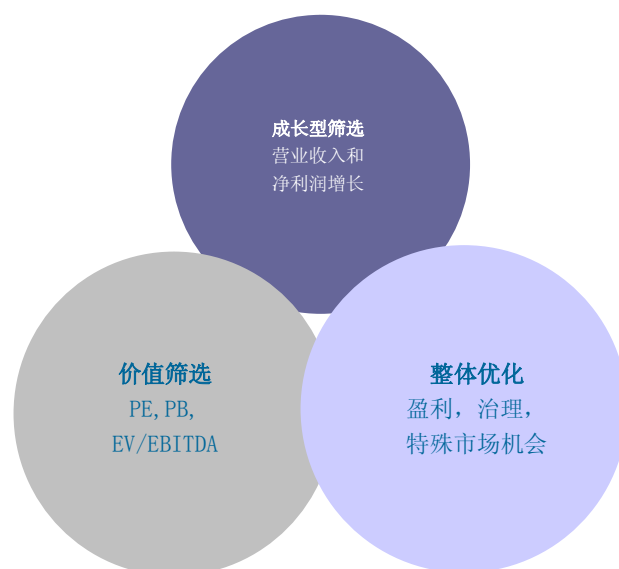 成长型筛选
营业收入和
净利润增长
价值筛选
PE,PB,
EV/EBITDA
整体优化
盈利，治理，
特殊市场机会